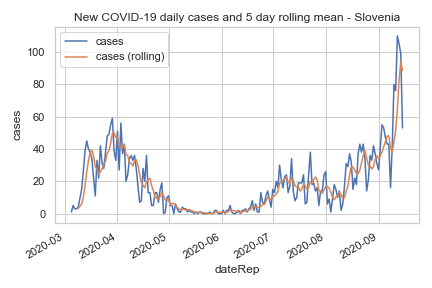 New COVID-19 daily cases and 5 day rolling mean - Slovenia
cases
cases (rolling)
100
80
60
40
20
0
cases
2020-03
2020-04
2020-05
2020-06
2020-07
2020-08
2020-09
dateRep